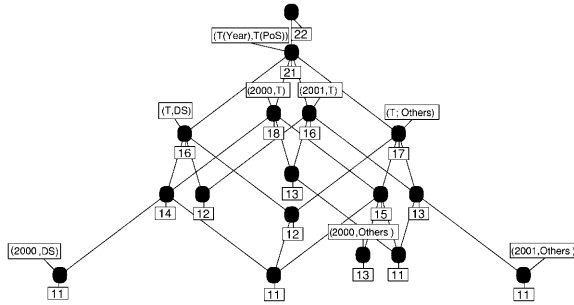 22
(T(Year),T(PoS))
21
(2000,T) (2001,T)
(T,DS) (T; Others)
18 16
16 17
13
14 12 15 13
12
(2000,Others )
(2000 ,DS) (2001,Others )
13 11
11 11 11